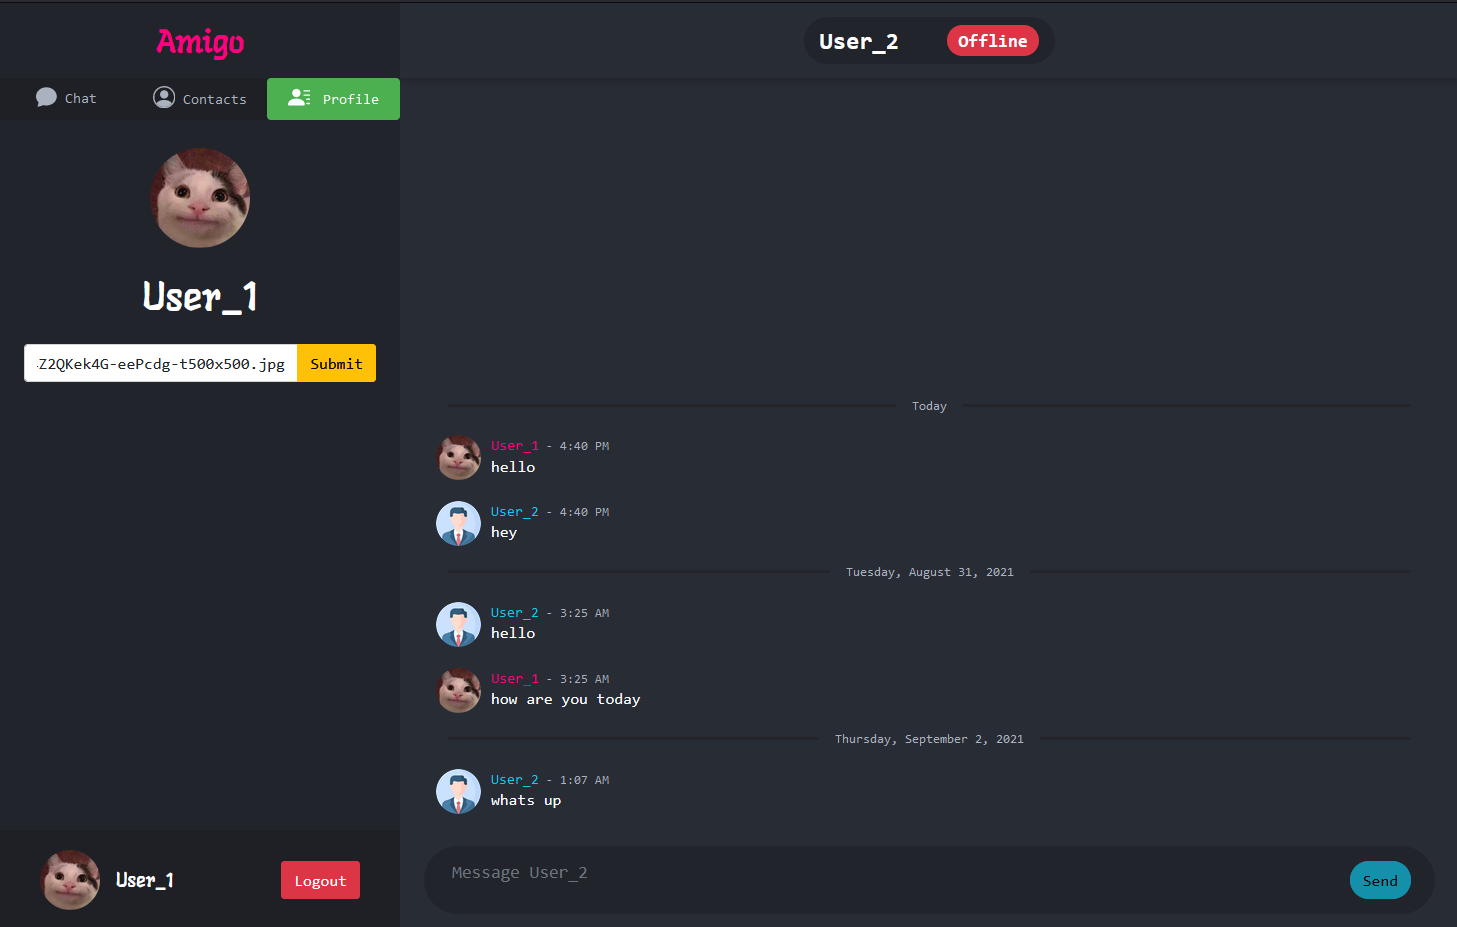 Amigo
Chat
Contacts
Profile
User_1
Z2QKek4G-eePcdg-t500x500.jpg
Submit
User_1
Logout
User_2
Offline
Today
User_1 - 4:40 PM
hello
User_2 - 4:40 PM
hey
Tuesday, August 31, 2021
User_2 - 3:25 AM
hello
User_1 - 3:25 AM
how are you today
Thursday, September 2, 2021
User_2 - 1:07 AM
whats up
Message User_2
Send